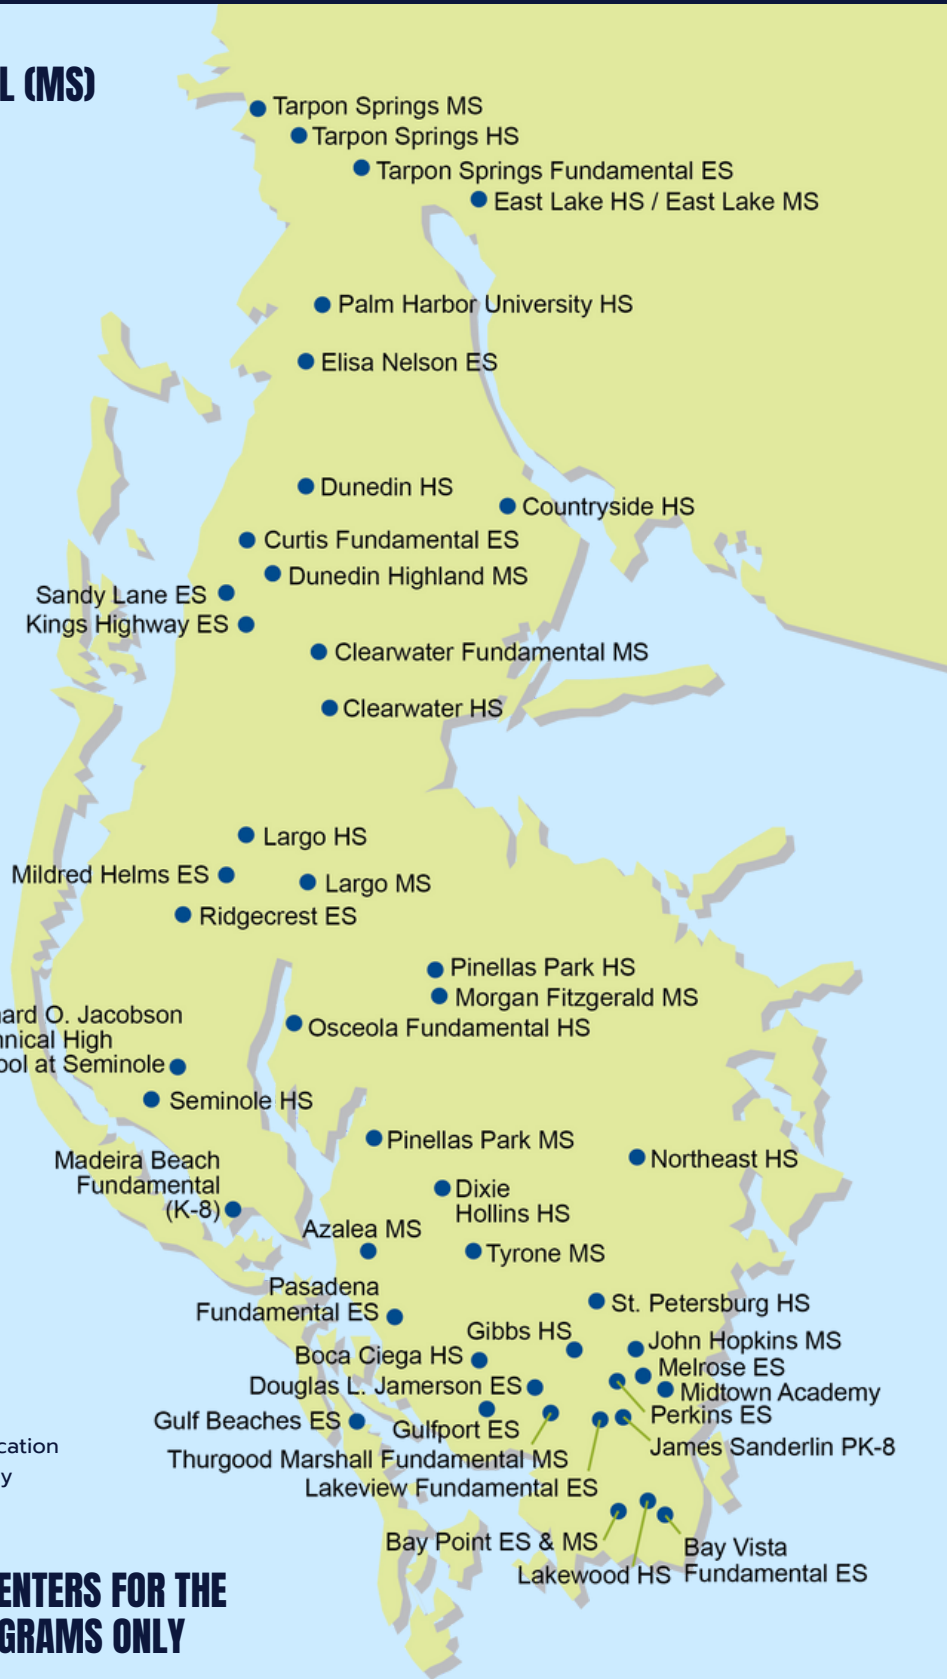 L (MS)
Tarpon Springs MS
Tarpon Springs HS
Tarpon Springs Fundamental ES
East Lake HS / East Lake MS
Palm Harbor University HS
Elisa Nelson ES
Dunedin HS
Countryside HS
Curtis Fundamental ES
Dunedin Highland MS
Sandy Lane ES
Kings Highway ES
Clearwater Fundamental MS
Clearwater HS
Largo HS
Mildred Helms ES
Largo MS
Ridgecrest ES
Pinellas Park HS
Morgan Fitzgerald MS
ard O. Jacobson
nical High
ool at Seminole
Osceola Fundamental HS
Seminole HS
Pinellas Park MS
Northeast HS
Madeira Beach
Fundamental
(K-8)
Dixie
Hollins HS
Azalea MS
Tyrone MS
Pasadena
Fundamental ES
St. Petersburg HS
Gibbs HS
John Hopkins MS
Boca Ciega HS
Melrose ES
Douglas L. Jamerson ES
Midtown Academy
Perkins ES
Gulf Beaches ES
Gulfport ES
James Sanderlin PK-8
Thurgood Marshall Fundamental MS
Lakeview Fundamental ES
cation
y
Bay Point ES & MS
Lakewood HS
Bay Vista
Fundamental ES
ENTERS FOR THE
GRAMS ONLY